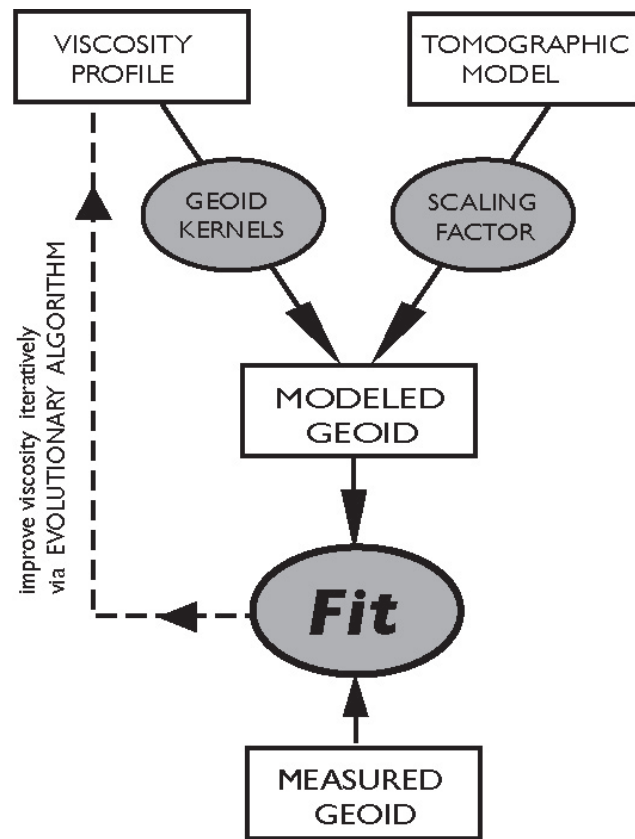 VISCOSITY
PROFILE
TOMOGRAPHIC
MODEL
GEOID
KERNELS
SCALING
FACTOR
improve viscosity iteratively
via EVOLUTIONARY ALGORITHM
MODELED
GEOID
Fit
MEASURED
GEOID